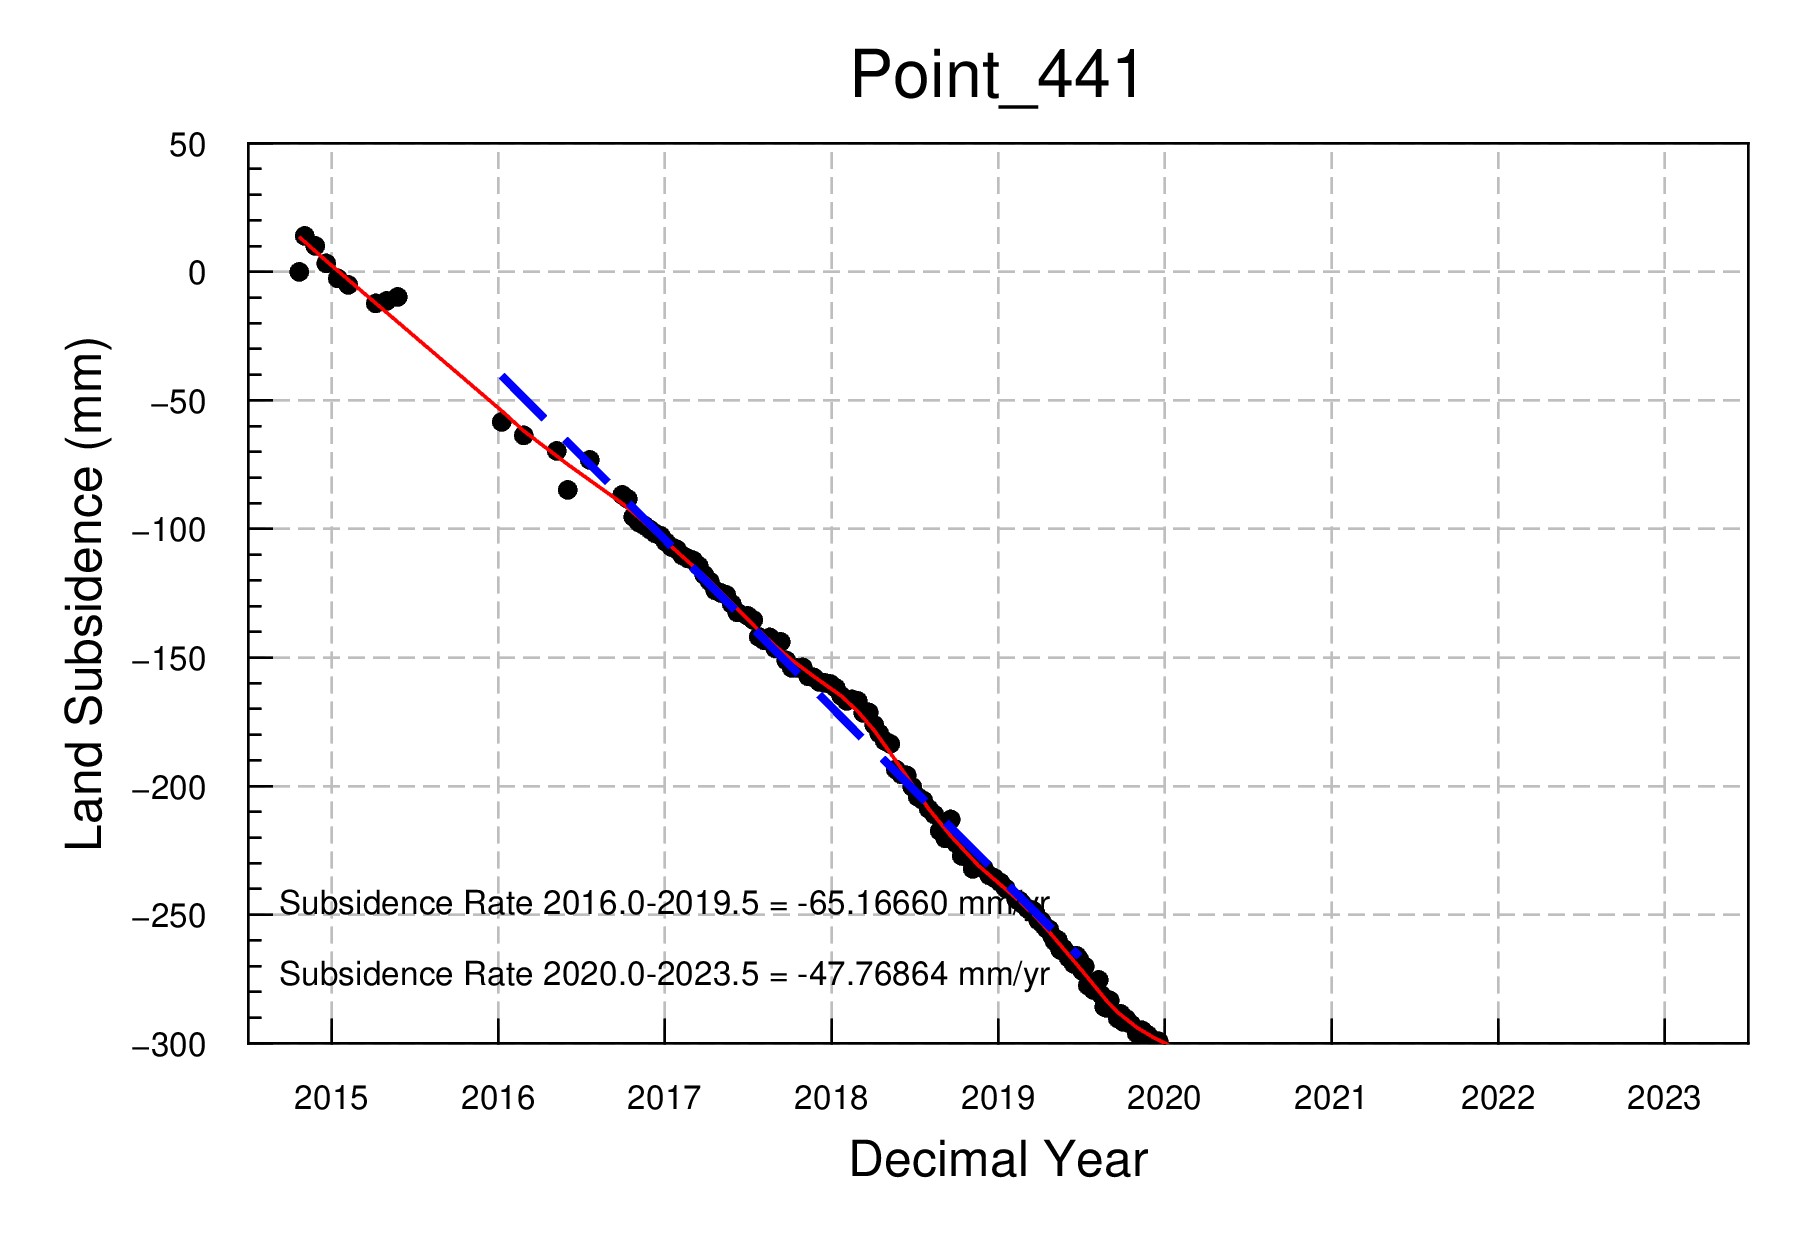 Point_441
50
0
−50
−100
−150
−200
−250
−300
Land Subsidence (mm)
Subsidence Rate 2016.0-2019.5 = -65.16660 mm/yr
Subsidence Rate 2020.0-2023.5 = -47.76864 mm/yr
2015 2016 2017 2018 2019 2020 2021 2022 2023
Decimal Year